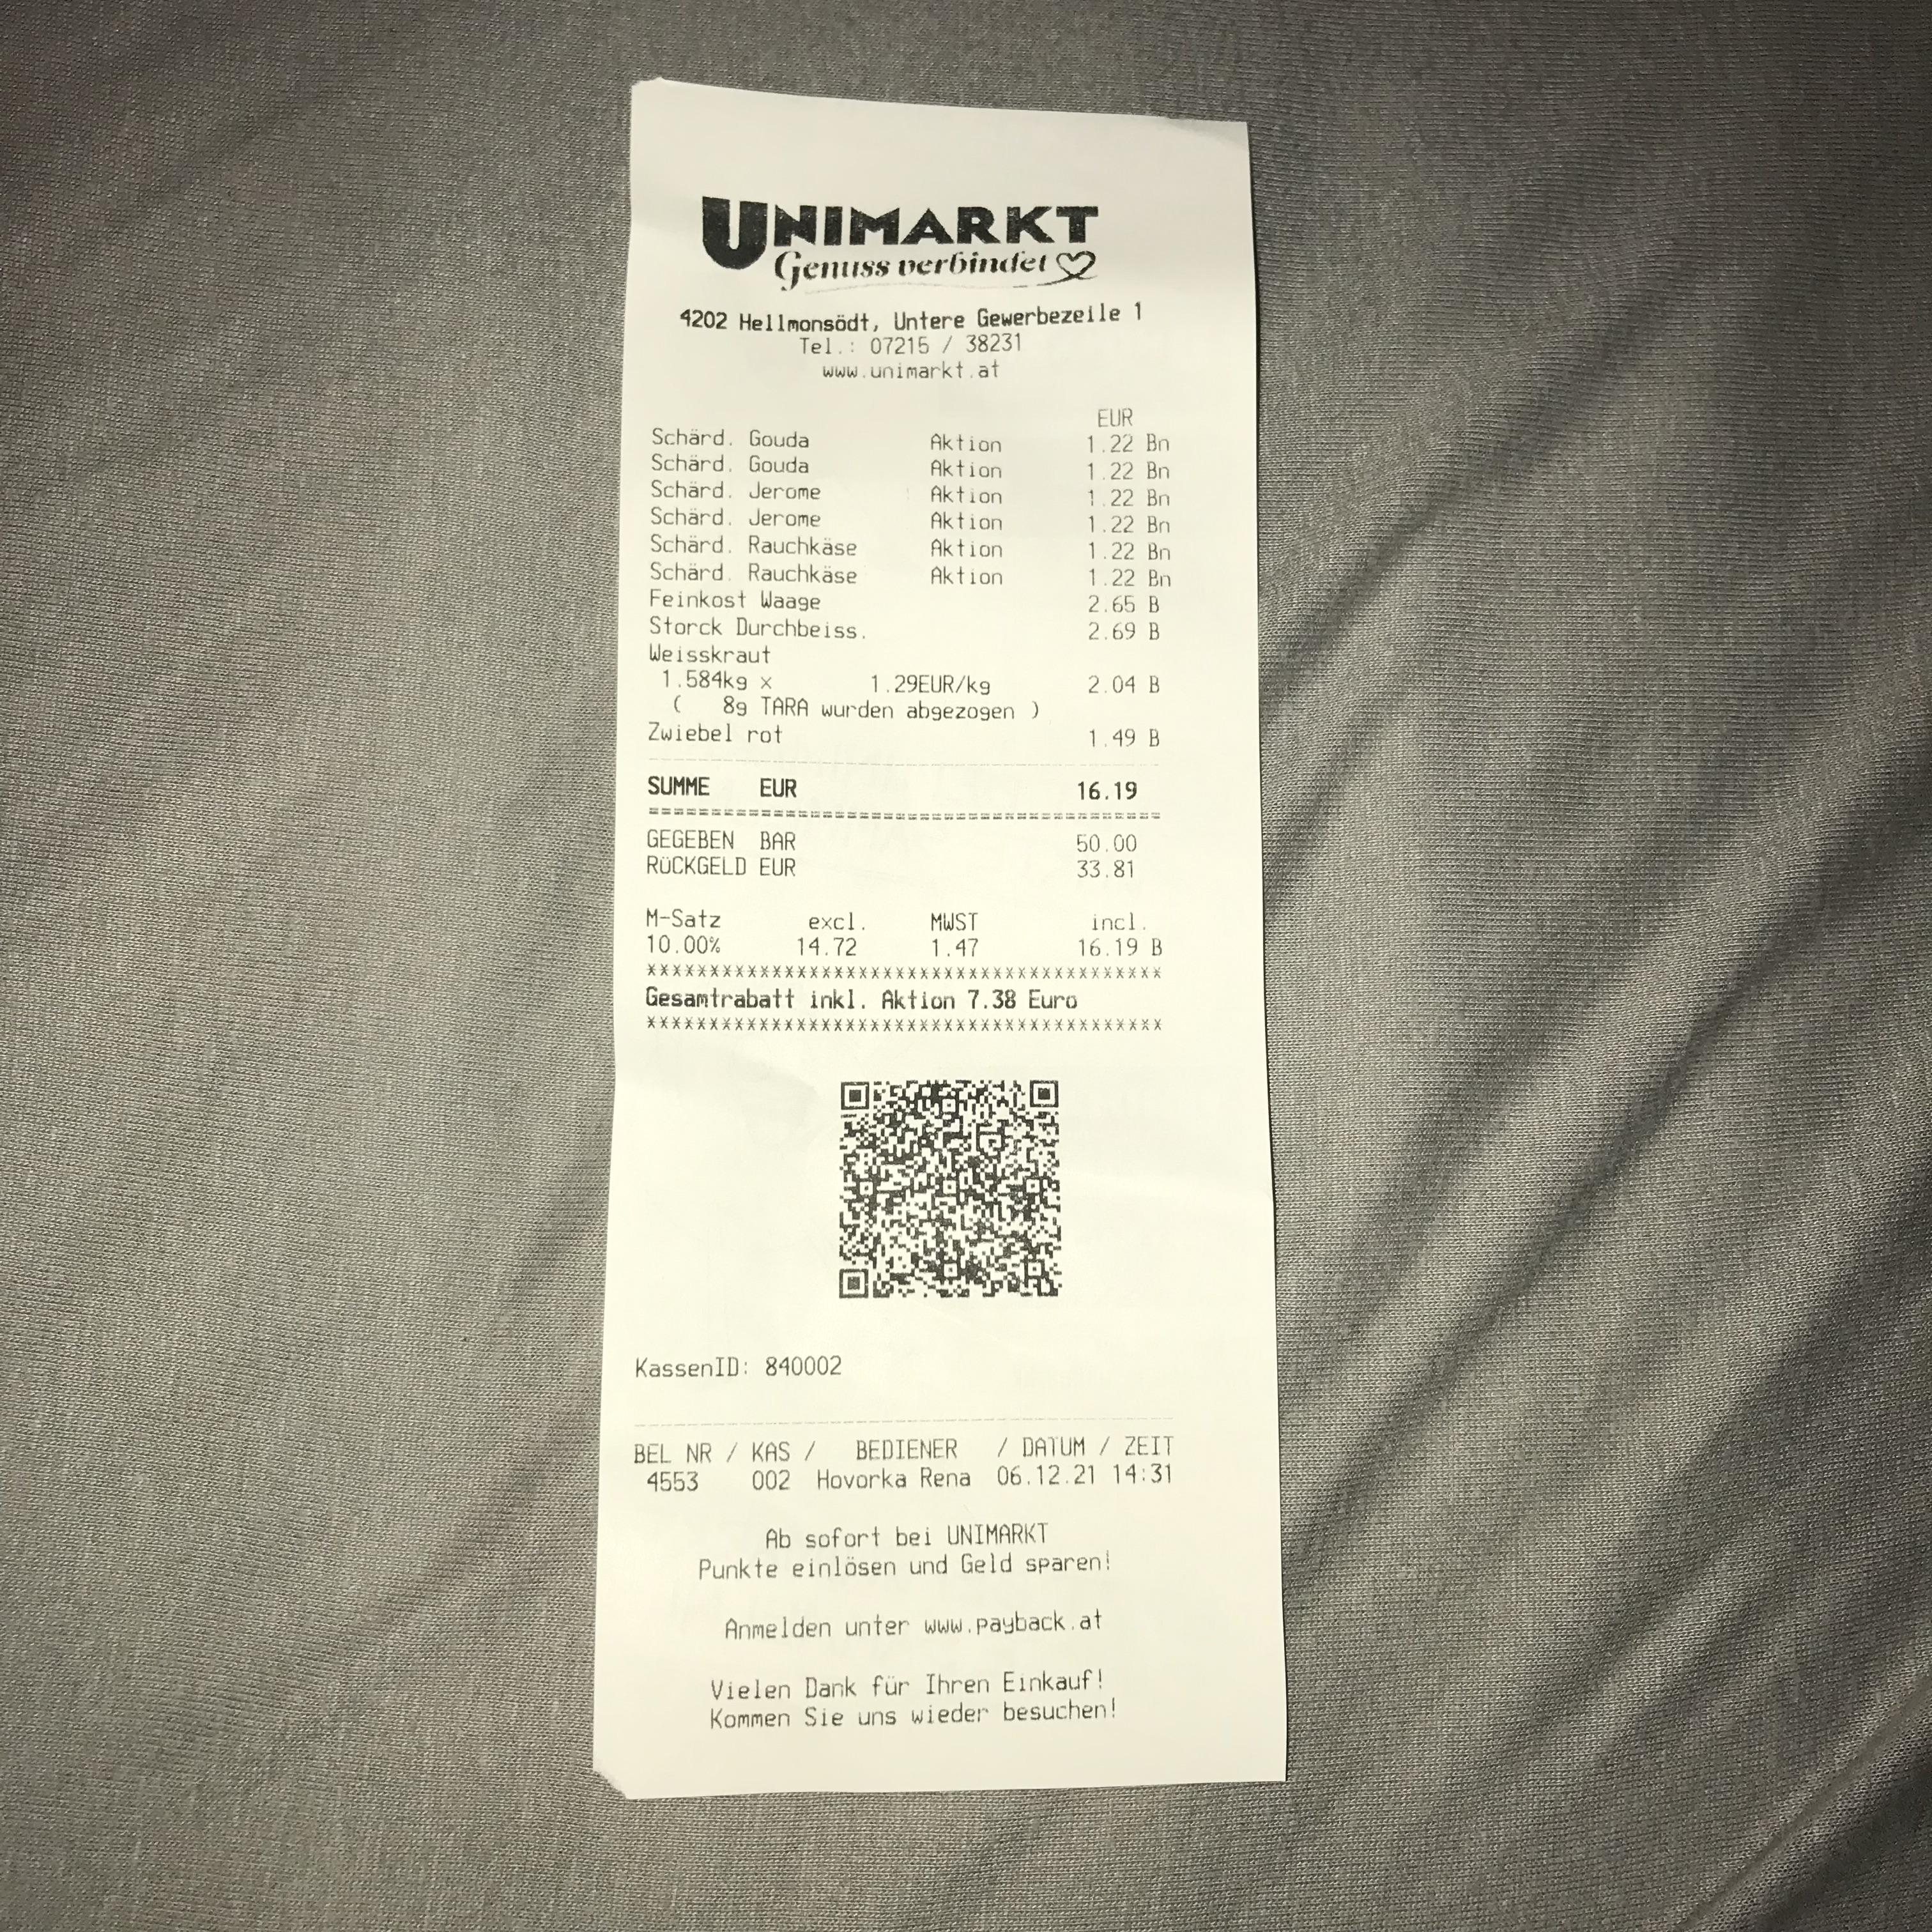 UNIMARKT
Genuss verbindet
4202 Hellmonsödt, Untere Gewerbezeile 1
Tel.: 07215 / 38231
www.unimarkt.at
EUR
Schärd. Gouda Aktion 1.22 Bn
Schärd. Gouda Aktion 1.22 Bn
Schärd. Jerome Aktion 1.22 Bn
Schärd. Jerome Aktion 1.22 Bn
Schärd. Rauchkäse Aktion 1.22 Bn
Schärd. Rauchkäse Aktion 1.22 Bn
Feinkost Waage 2.65 B
Storck Durchbeiss. 2.69 B
Weisskraut
1.584kg x 1.29EUR/kg 2.04 B
( 8g TARA wurden abgezogen )
Zwiebel rot 1.49 B
SUMME EUR 16.19
=========================================
GEGEBEN BAR 50.00
RÜCKGELD EUR 33.81
M-Satz excl. MWST incl.
10.00% 14.72 1.47 16.19 B
*****************************************
Gesamtrabatt inkl. Aktion 7.38 Euro
*****************************************
KassenID: 840002
BEL NR / KAS / BEDIENER / DATUM / ZEIT
4553 002 Hovorka Rena 06.12.21 14:31
Ab sofort bei UNIMARKT
Punkte einlösen und Geld sparen!
Anmelden unter www.payback.at
Vielen Dank für Ihren Einkauf!
Kommen Sie uns wieder besuchen!